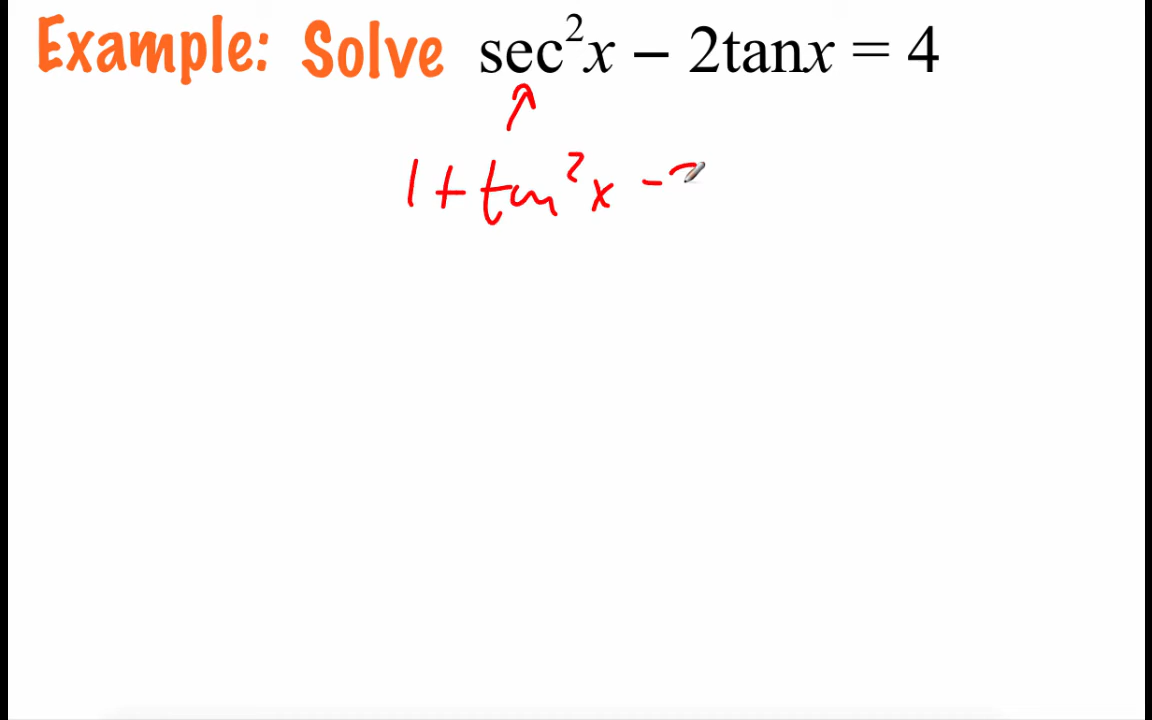 Example: Solve sec²x − 2tanx = 4
1 + tan²x −